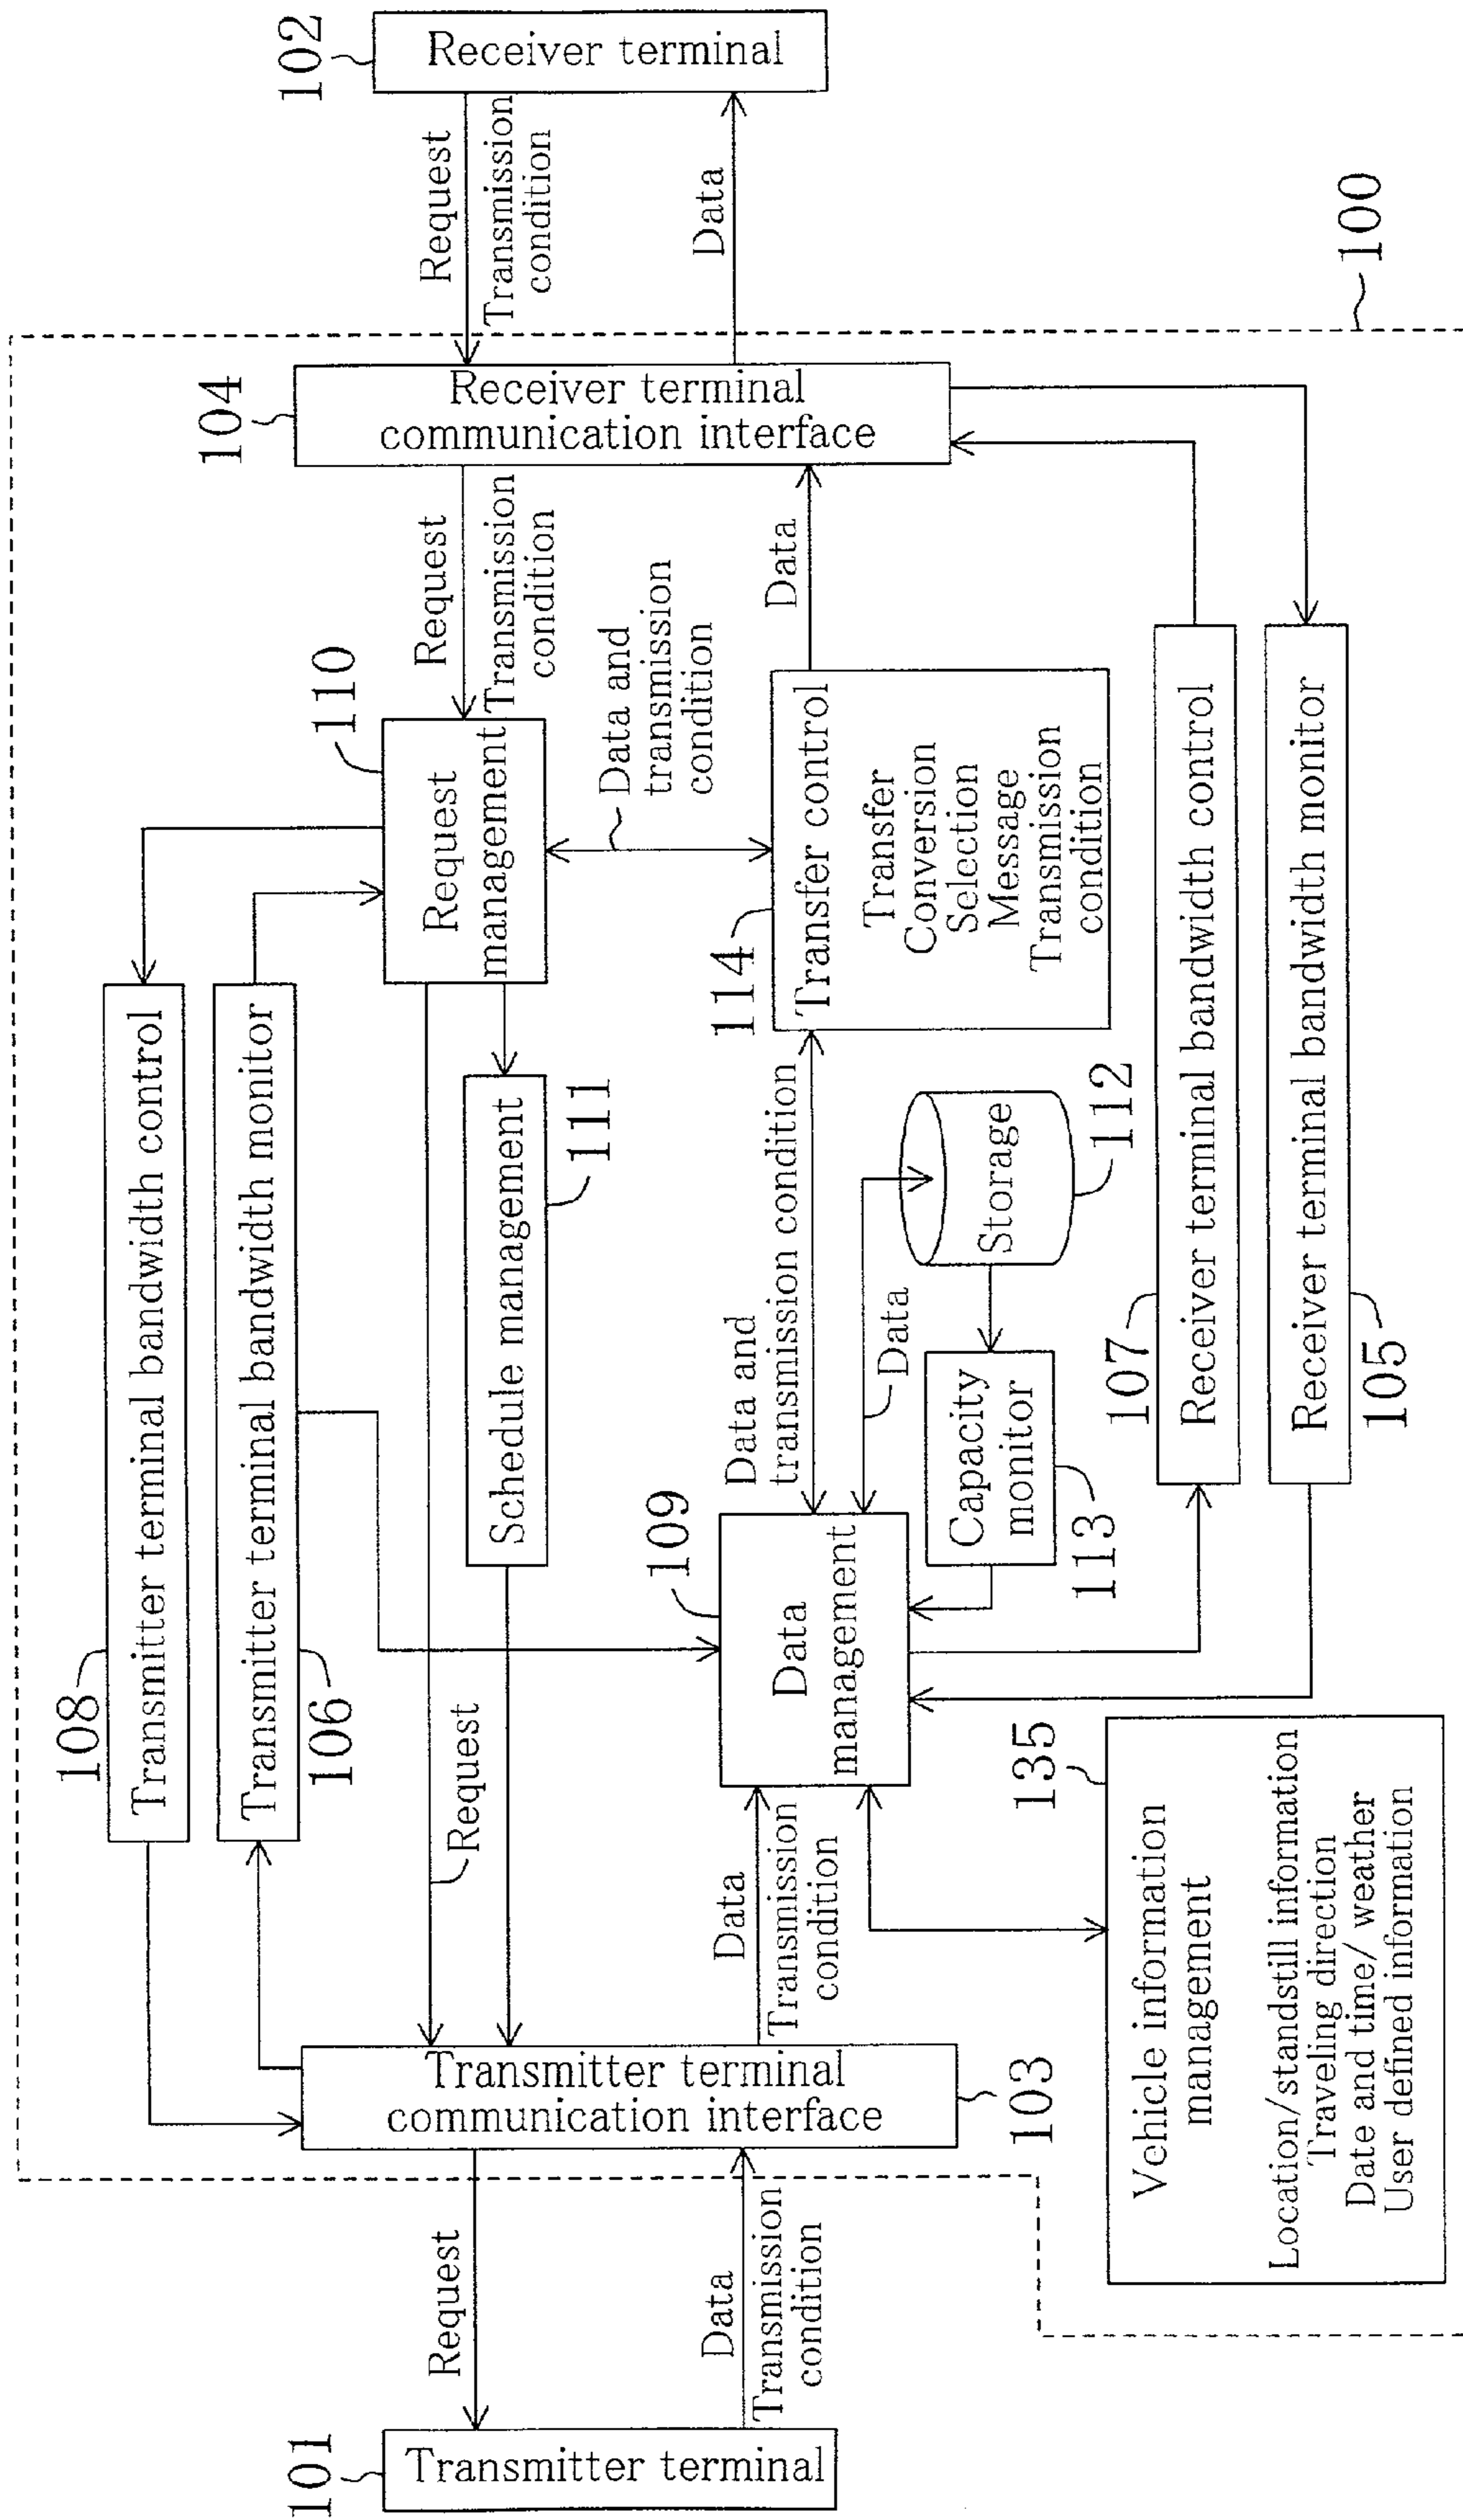 108
Transmitter terminal bandwidth control
Transmitter terminal bandwidth monitor
106
110
Request
management
Request
Schedule management
111
104
Receiver terminal
communication interface
Request
Transmission
condition
102
Receiver terminal
Request
Transmission
condition
Data
101
Transmitter terminal
Request
Data
Transmission
condition
Transmitter terminal
communication interface
103
Data
Transmission
condition
109
Data
management
Data and
transmission condition
Data
Storage
112
Capacity
monitor
113
Data and
transmission
condition
114
Transfer control
Transfer
Conversion
Selection
Message
Transmission
condition
Data
107
Receiver terminal bandwidth control
Receiver terminal bandwidth monitor
105
135
Vehicle information
management
Location/standstill information
Traveling direction
Date and time/ weather
User defined information
100